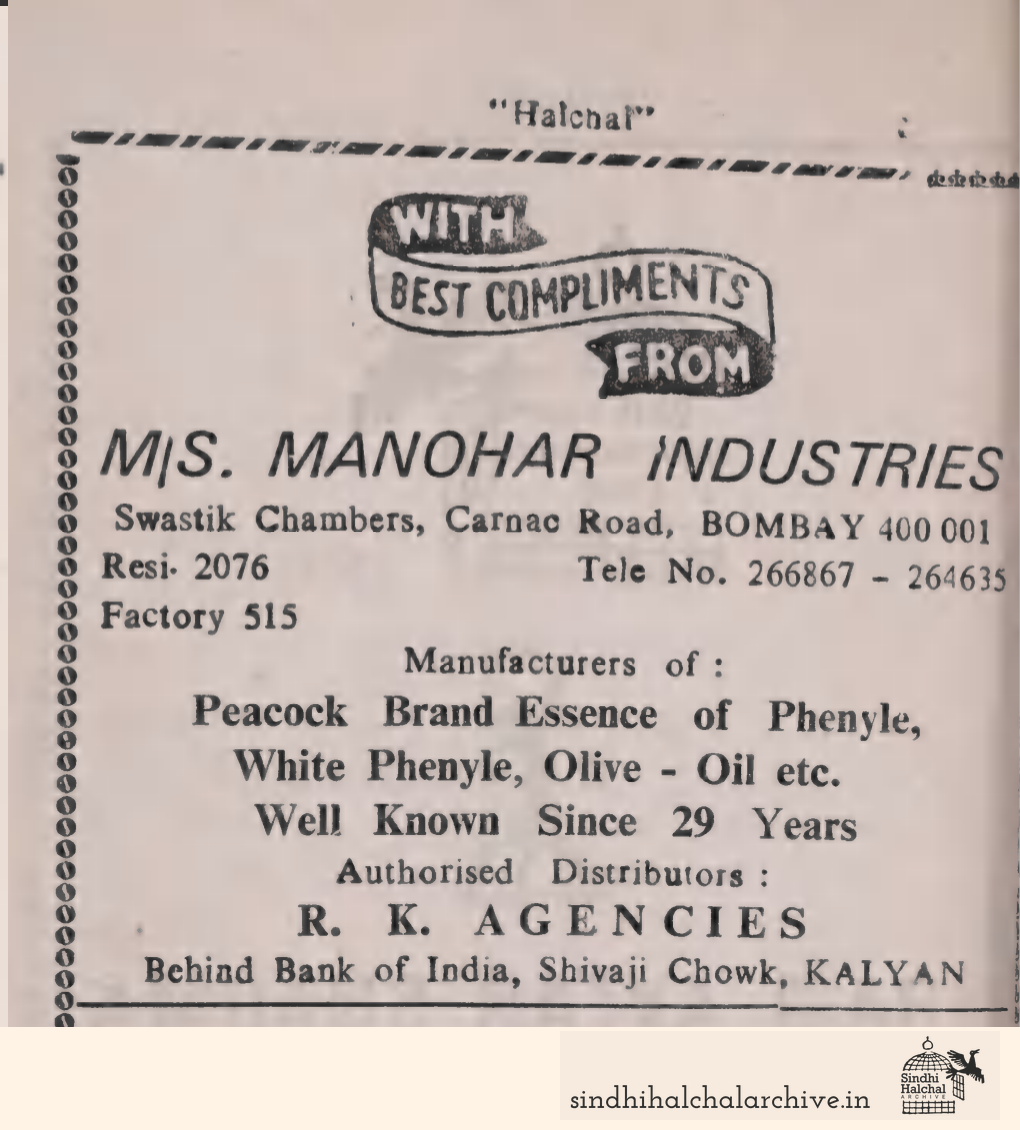 "Halchal"
WITH
BEST COMPLIMENTS
FROM
M/S. MANOHAR INDUSTRIES
Swastik Chambers, Carnac Road, BOMBAY 400 001
Resi. 2076 Tele No. 266867 - 264635
Factory 515
Manufacturers of :
Peacock Brand Essence of Phenyle,
White Phenyle, Olive - Oil etc.
Well Known Since 29 Years
Authorised Distributors :
R. K. AGENCIES
Behind Bank of India, Shivaji Chowk, KALYAN
sindhihalchalarchive.in
Sindhi
Halchal
ARCHIVE